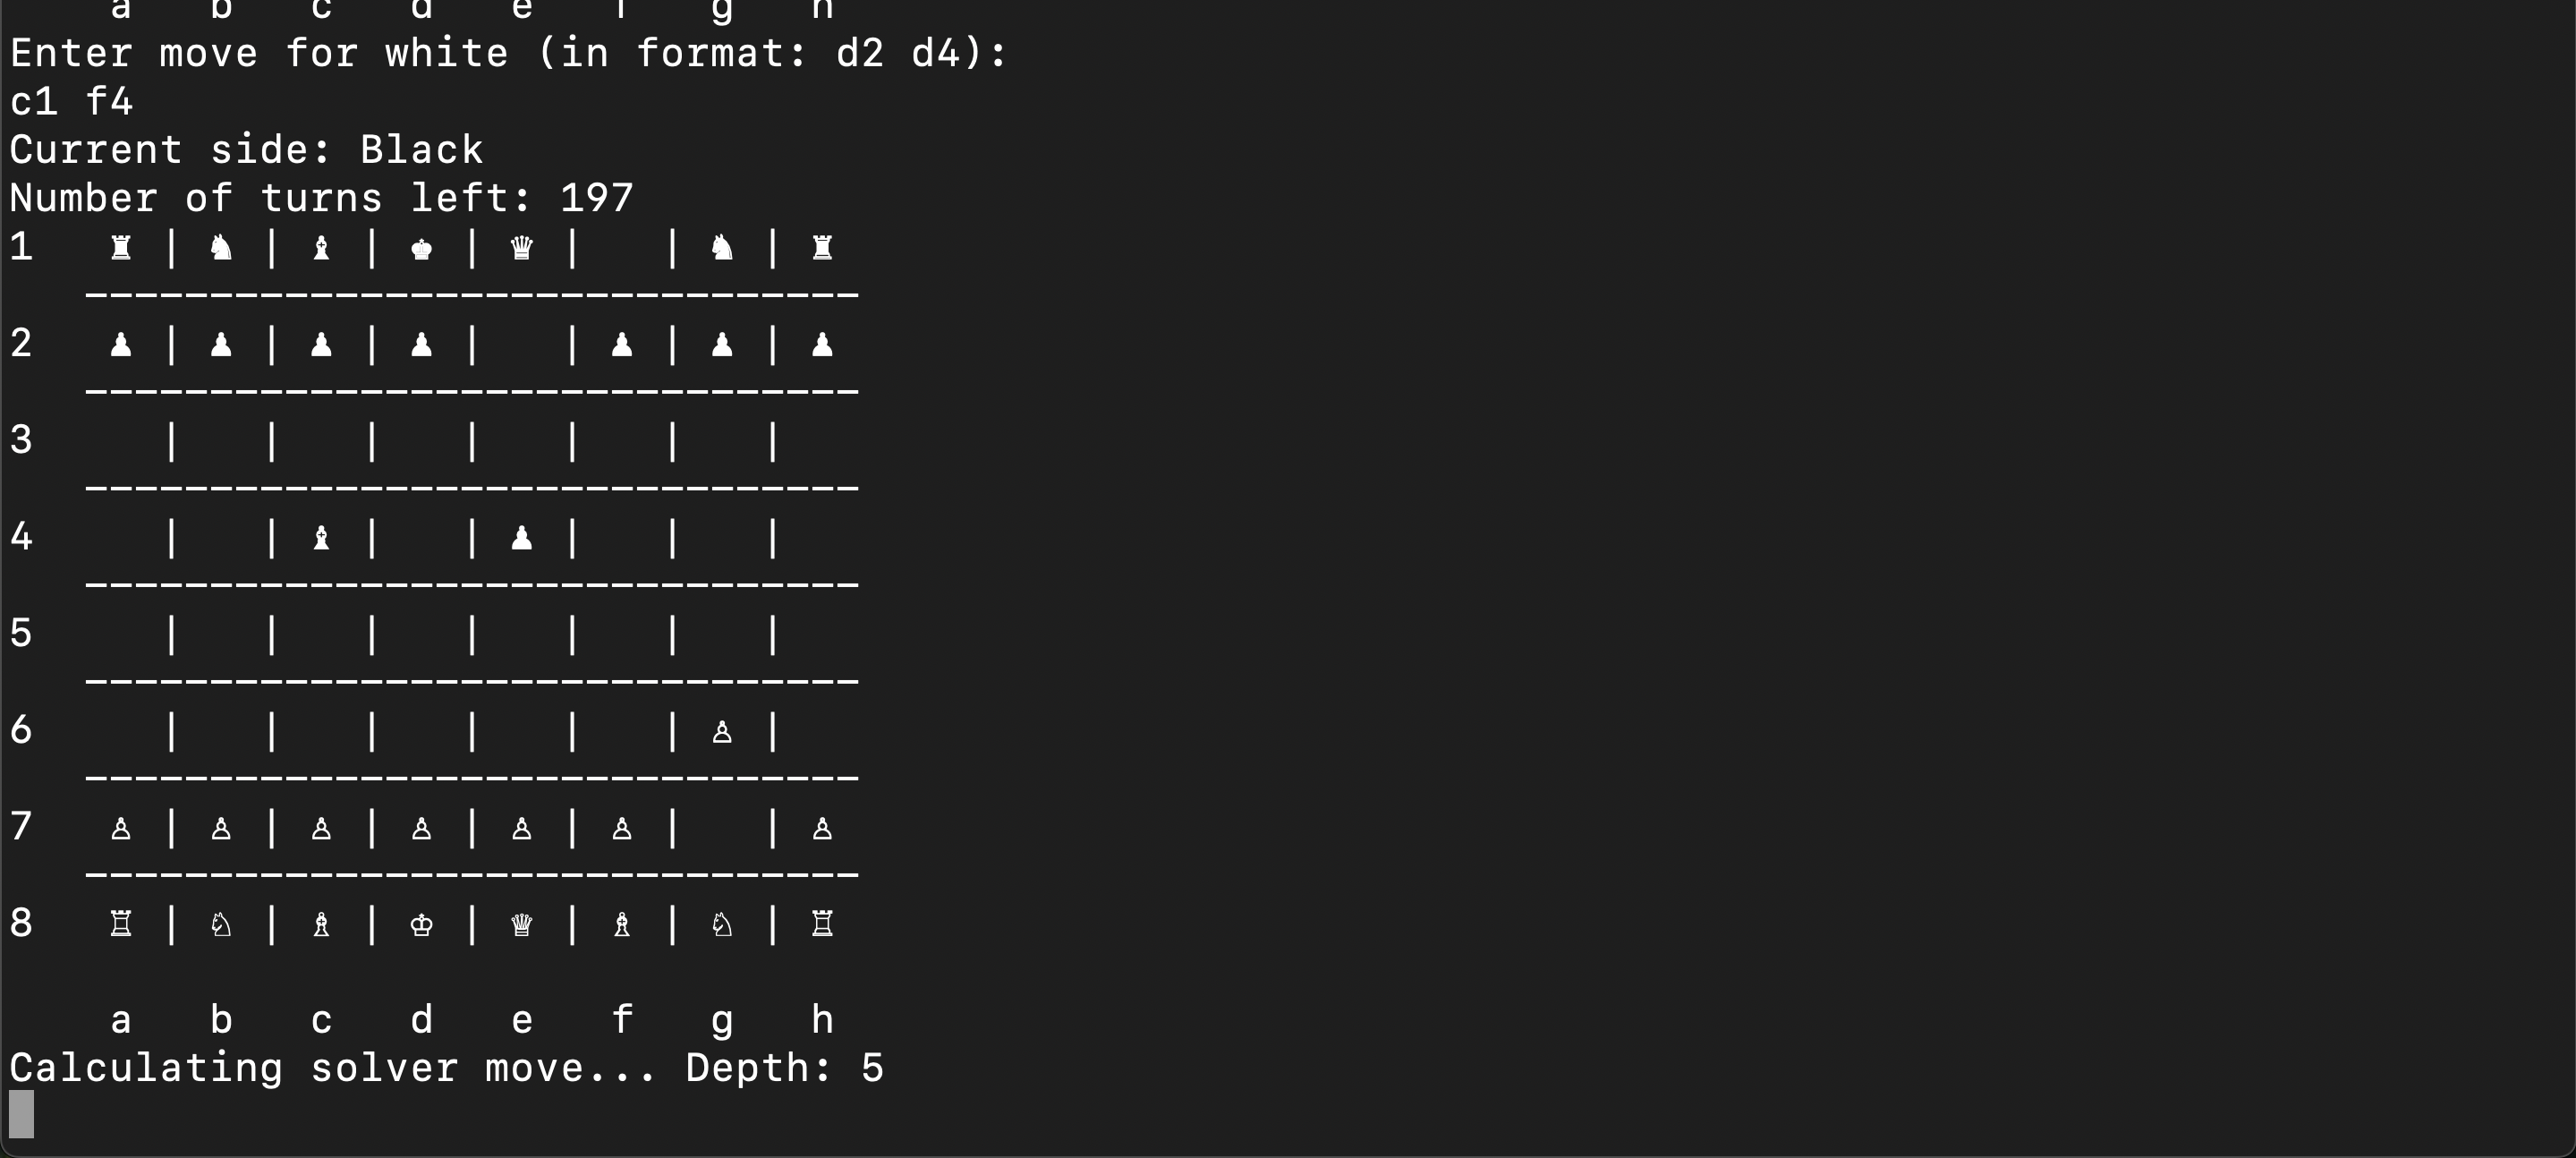 a b c d e f g h
Enter move for white (in format: d2 d4):
c1 f4
Current side: Black
Number of turns left: 197
1 ♜ | ♞ | ♝ | ♚ | ♛ |   | ♞ | ♜
-------------------------------
2 ♟ | ♟ | ♟ | ♟ |   | ♟ | ♟ | ♟
-------------------------------
3   |   |   |   |   |   |   |
-------------------------------
4   |   | ♝ |   | ♟ |   |   |
-------------------------------
5   |   |   |   |   |   |   |
-------------------------------
6   |   |   |   |   |   | ♙ |
-------------------------------
7 ♙ | ♙ | ♙ | ♙ | ♙ | ♙ |   | ♙
-------------------------------
8 ♖ | ♘ | ♗ | ♔ | ♕ | ♗ | ♘ | ♖
a b c d e f g h
Calculating solver move... Depth: 5